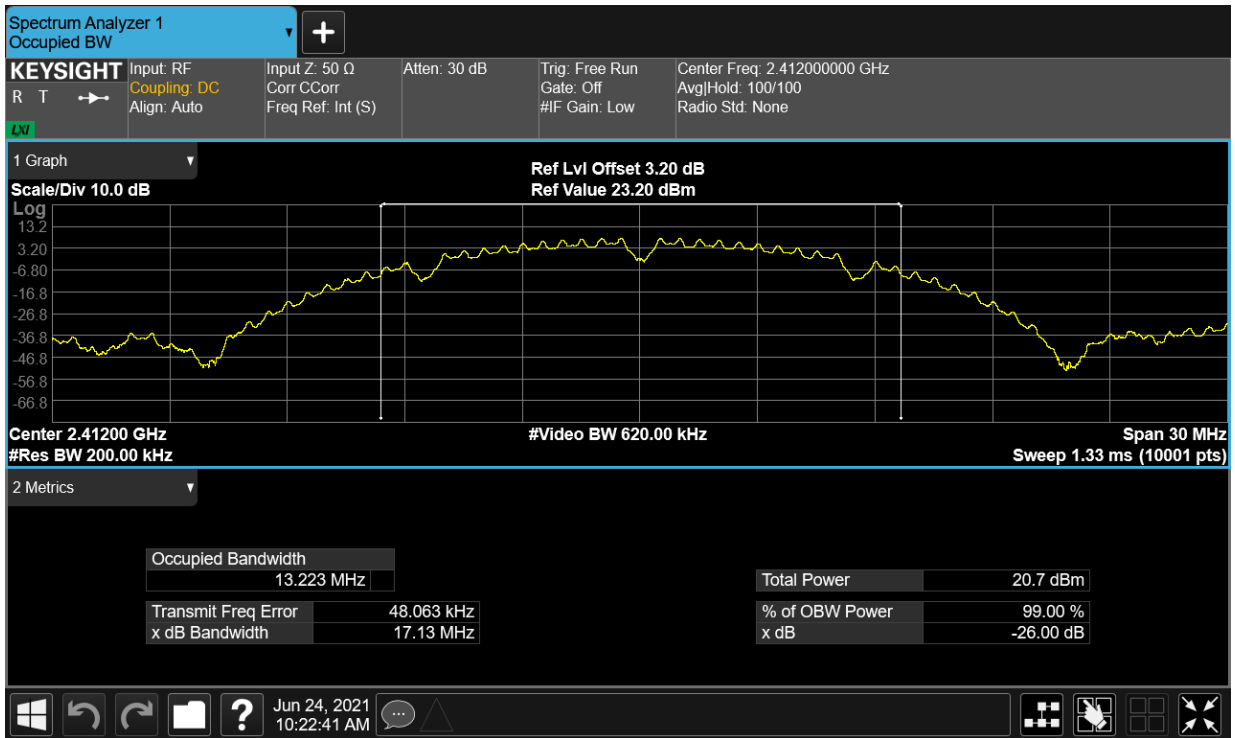 Spectrum Analyzer 1
Occupied BW
KEYSIGHT
R T
LXI
Input: RF
Coupling: DC
Align: Auto
Input Z: 50 Ω
Corr CCorr
Freq Ref: Int (S)
Atten: 30 dB
Trig: Free Run
Gate: Off
#IF Gain: Low
Center Freq: 2.412000000 GHz
Avg|Hold: 100/100
Radio Std: None
1 Graph
Scale/Div 10.0 dB
Ref Lvl Offset 3.20 dB
Ref Value 23.20 dBm
Log
13.2
3.20
-6.80
-16.8
-26.8
-36.8
-46.8
-56.8
-66.8
Center 2.41200 GHz
#Video BW 620.00 kHz
Span 30 MHz
#Res BW 200.00 kHz
Sweep 1.33 ms (10001 pts)
2 Metrics
Occupied Bandwidth
13.223 MHz
Total Power 20.7 dBm
Transmit Freq Error 48.063 kHz
% of OBW Power 99.00 %
x dB Bandwidth 17.13 MHz
x dB -26.00 dB
?
Jun 24, 2021
10:22:41 AM